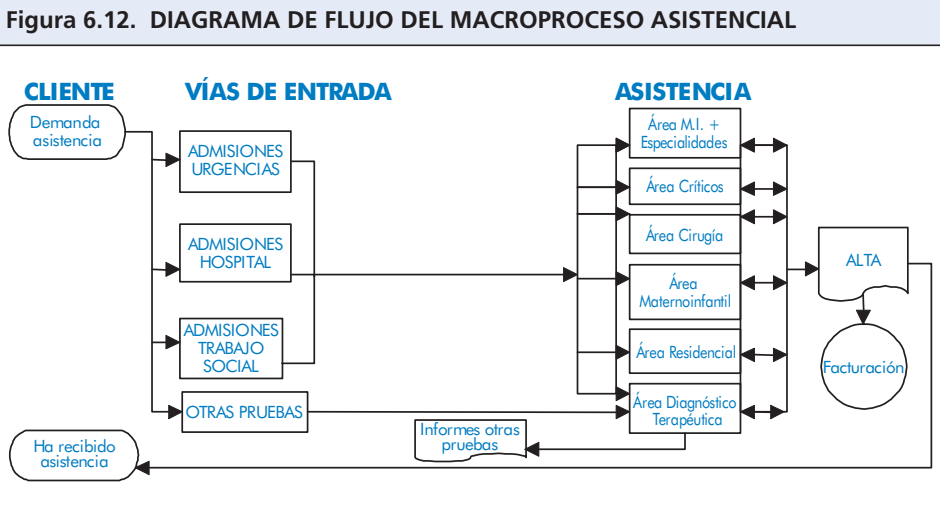 Figura 6.12. DIAGRAMA DE FLUJO DEL MACROPROCESO ASISTENCIAL
CLIENTE
Demanda
asistencia
VÍAS DE ENTRADA
ADMISIONES
URGENCIAS
ADMISIONES
HOSPITAL
ADMISIONES
TRABAJO
SOCIAL
OTRAS PRUEBAS
ASISTENCIA
Área M.I. +
Especialidades
Área Críticos
Área Cirugía
Área
Maternoinfantil
Área Residencial
Área Diagnóstico
Terapéutica
ALTA
Facturación
Informes otras
pruebas
Ha recibido
asistencia